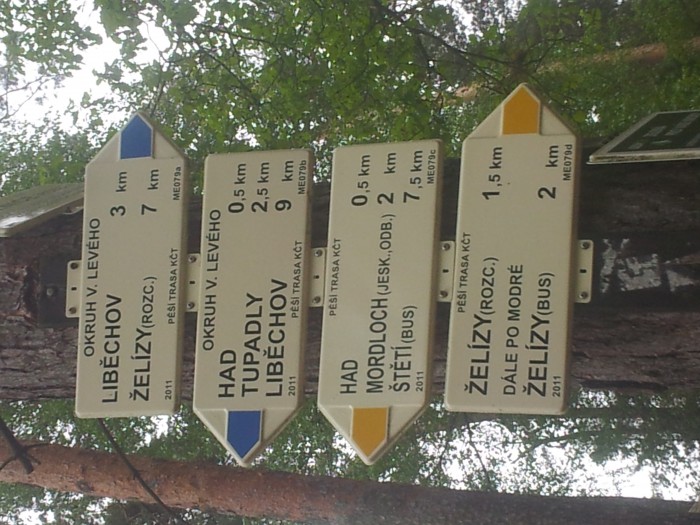 OKRUH V. LEVÉHO
LIBĚCHOV 3 km
ŽELÍZY(ROZC.) 7 km
2011 PĚŠÍ TRASA KČT ME079a
OKRUH V. LEVÉHO
HAD 0,5 km
TUPADLY 2,5 km
LIBĚCHOV 9 km
2011 PĚŠÍ TRASA KČT ME079b
PĚŠÍ TRASA KČT
HAD 0,5 km
MORDLOCH(JESK.,ODB.) 2 km
ŠTĚTÍ(BUS) 7,5 km
2011 ME079c
PĚŠÍ TRASA KČT
ŽELÍZY(ROZC.) 1,5 km
DÁLE PO MODRÉ
ŽELÍZY(BUS) 2 km
2011 ME079d